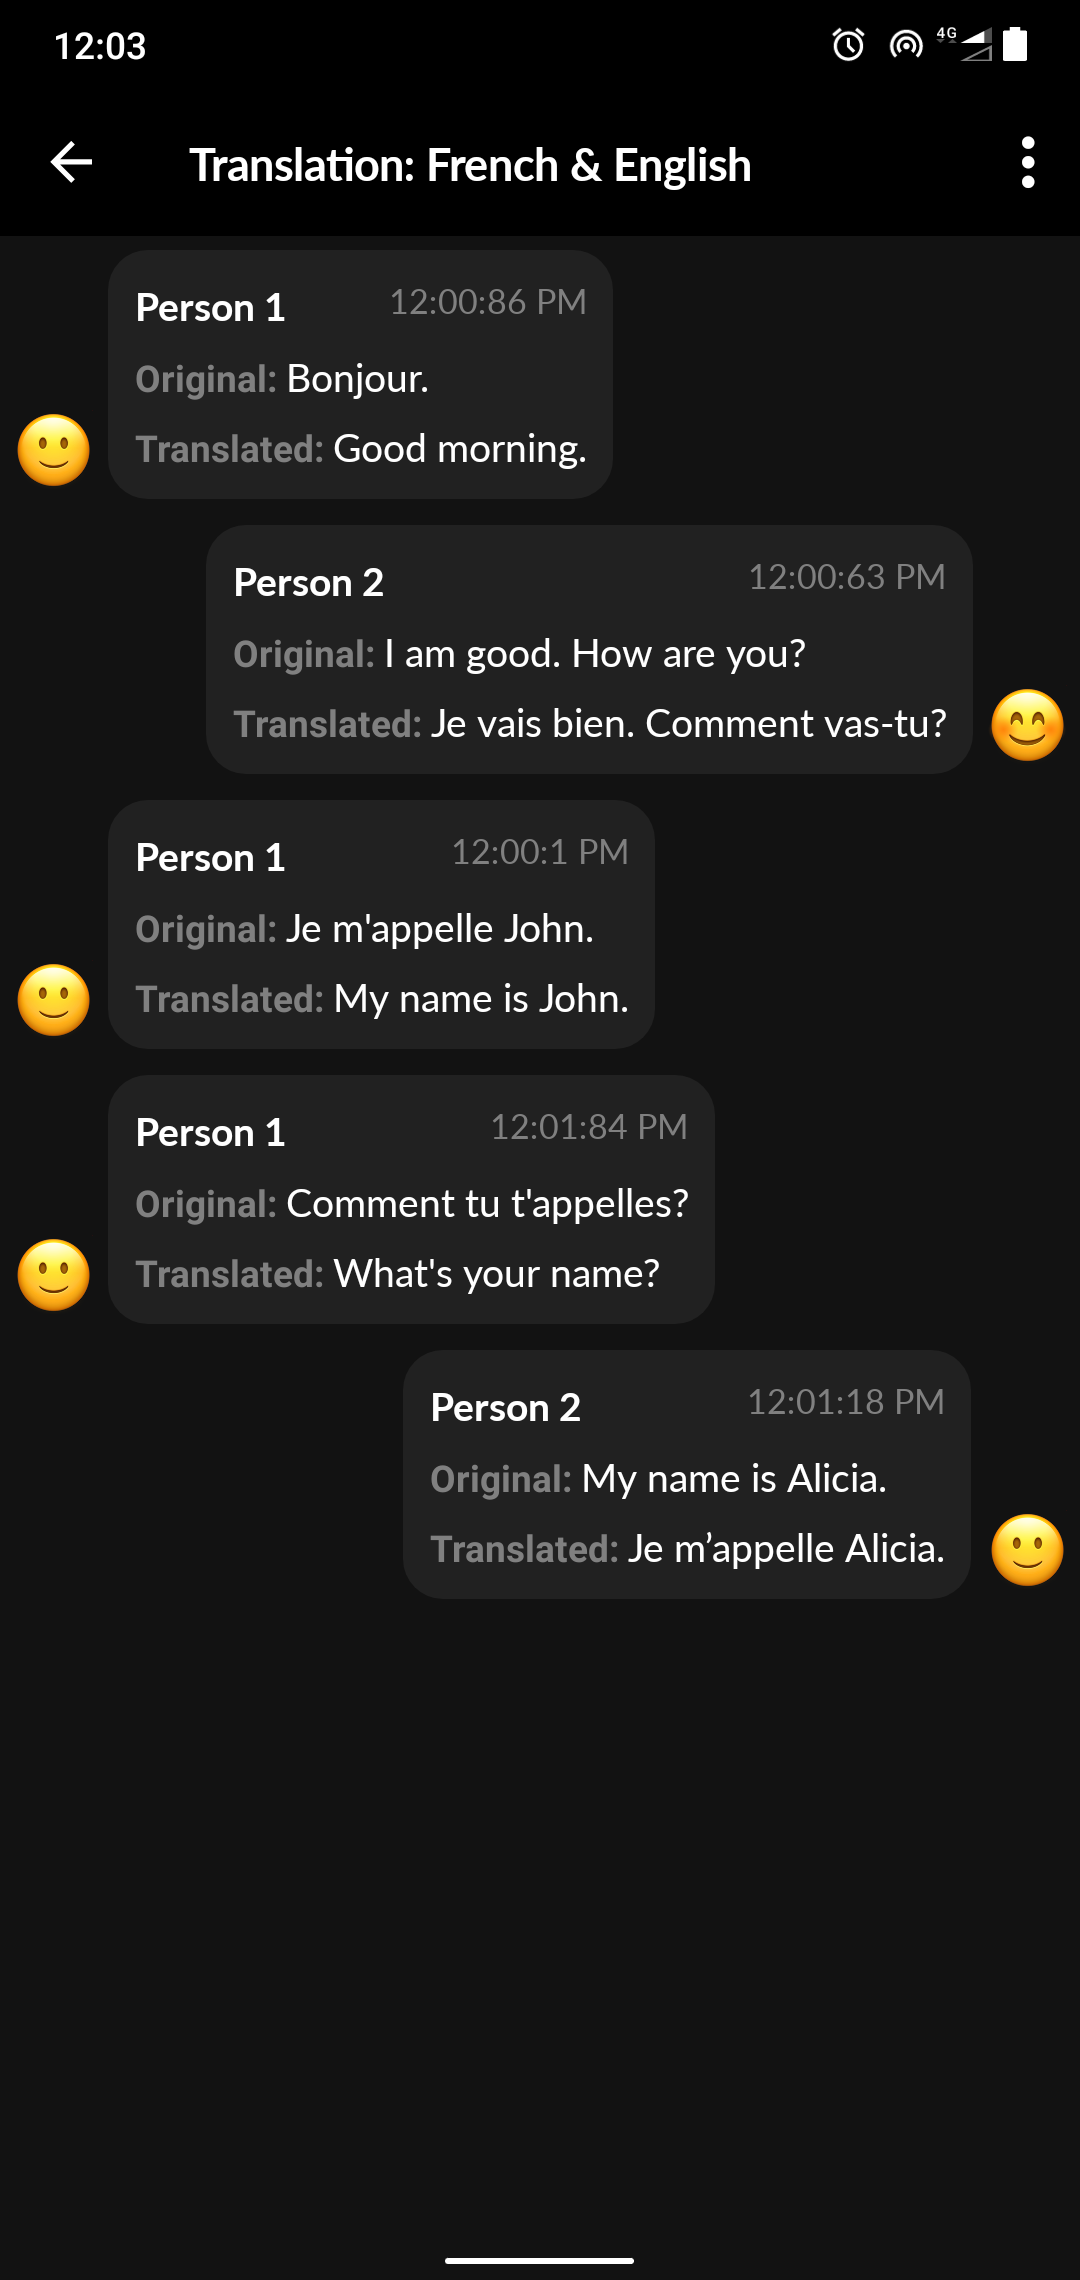 12:03
4G
Translation: French & English
Person 1 12:00:86 PM
Original: Bonjour.
Translated: Good morning.
Person 2 12:00:63 PM
Original: I am good. How are you?
Translated: Je vais bien. Comment vas-tu?
Person 1 12:00:1 PM
Original: Je m'appelle John.
Translated: My name is John.
Person 1 12:01:84 PM
Original: Comment tu t'appelles?
Translated: What's your name?
Person 2 12:01:18 PM
Original: My name is Alicia.
Translated: Je m’appelle Alicia.